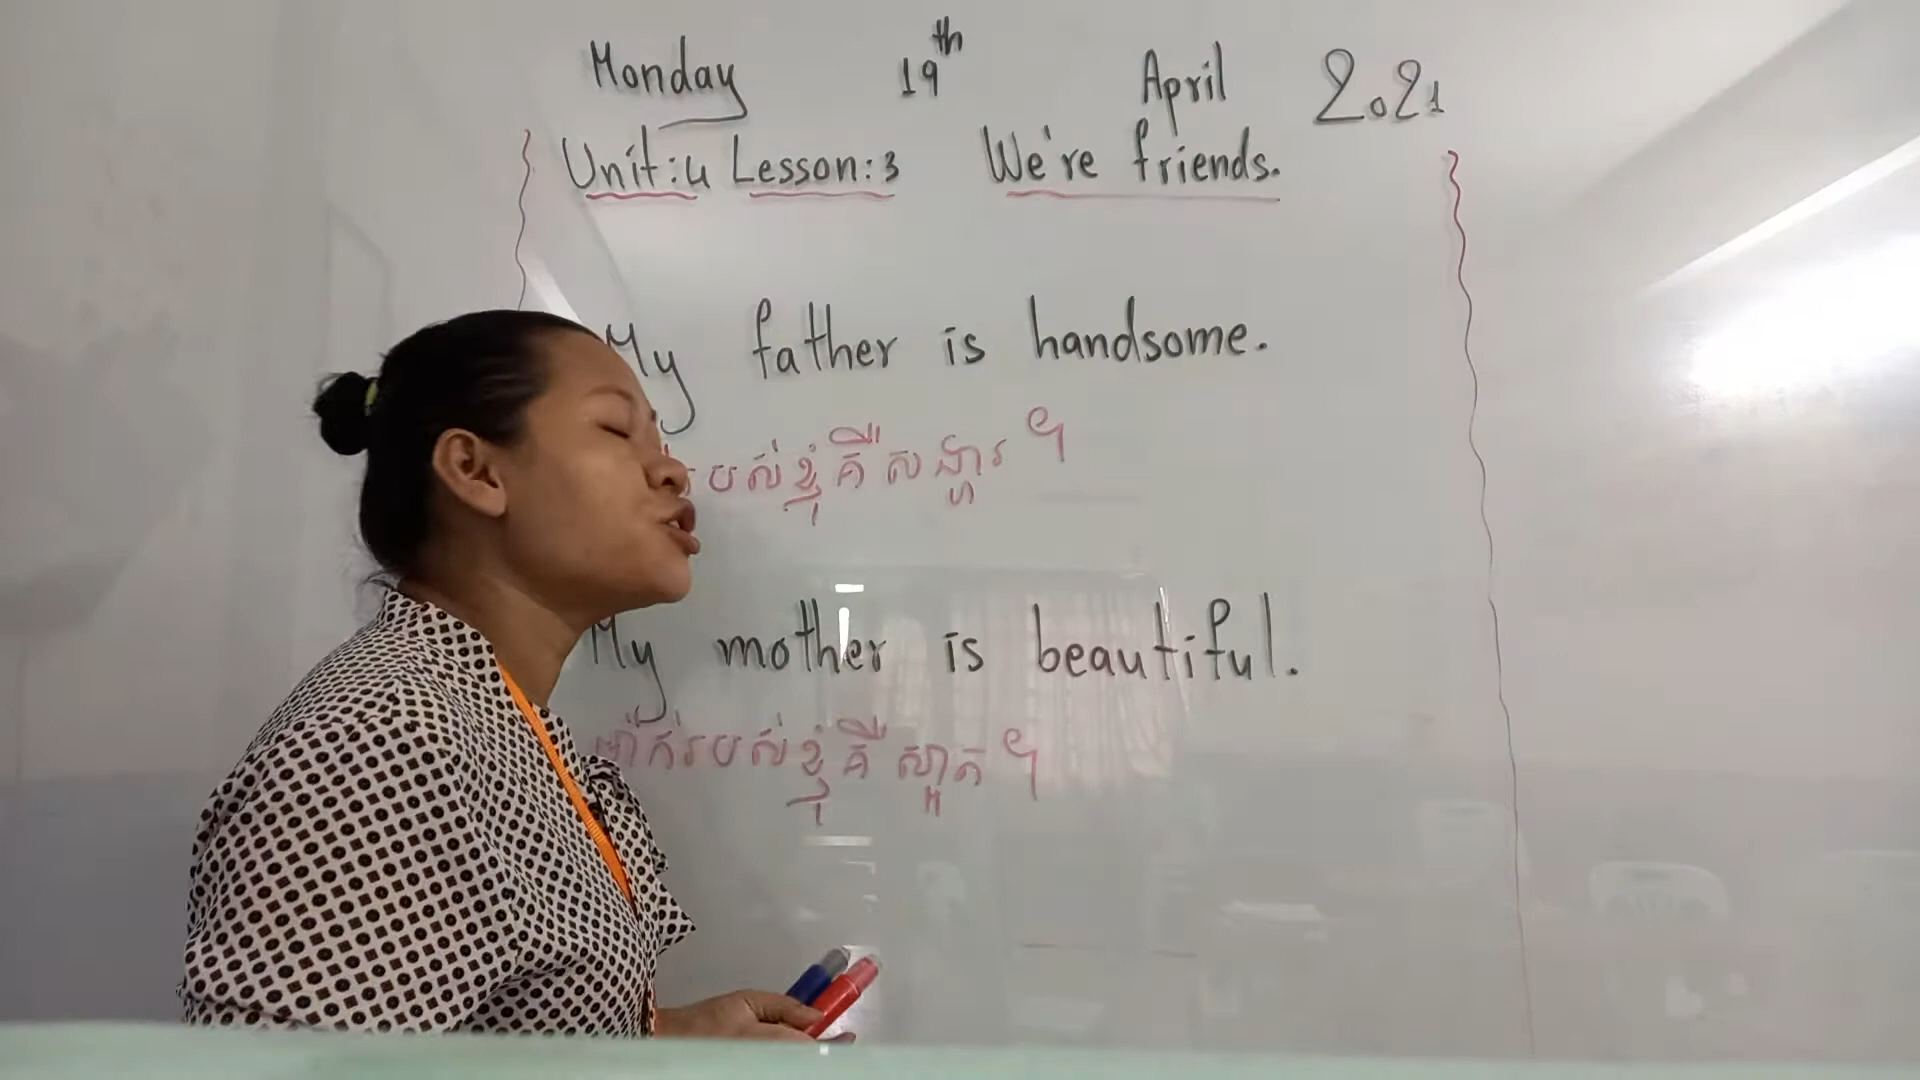 Monday 19th April 2021
Unit:4 Lesson:3 We're friends.
My father is handsome.
របស់ខ្ញុំគឺ សង្ហារ ។
My mother is beautiful.
ម៉ាក់របស់ខ្ញុំគឺ ស្អាត ។